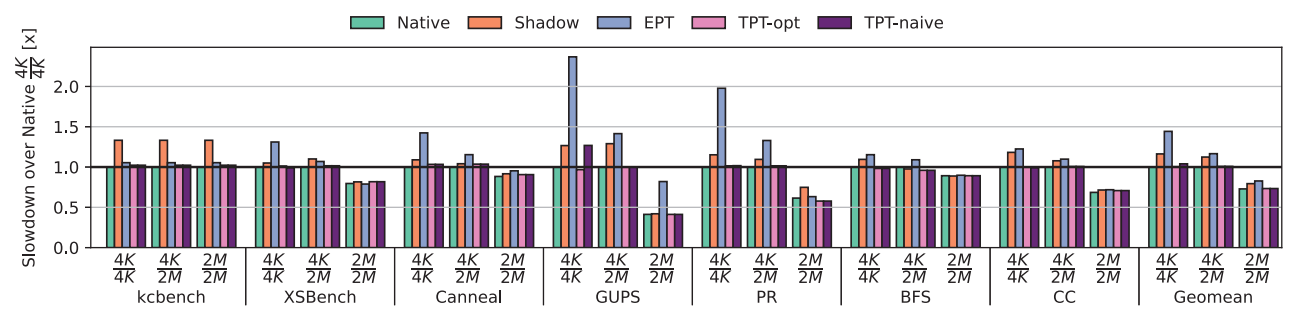 Native Shadow EPT TPT-opt TPT-naive
Slowdown over Native 4K/4K [x]
2.0
1.5
1.0
0.5
0.0
4K/4K 4K/2M 2M/2M 4K/4K 4K/2M 2M/2M 4K/4K 4K/2M 2M/2M 4K/4K 4K/2M 2M/2M 4K/4K 4K/2M 2M/2M 4K/4K 4K/2M 2M/2M 4K/4K 4K/2M 2M/2M 4K/4K 4K/2M 2M/2M
kcbench XSBench Canneal GUPS PR BFS CC Geomean